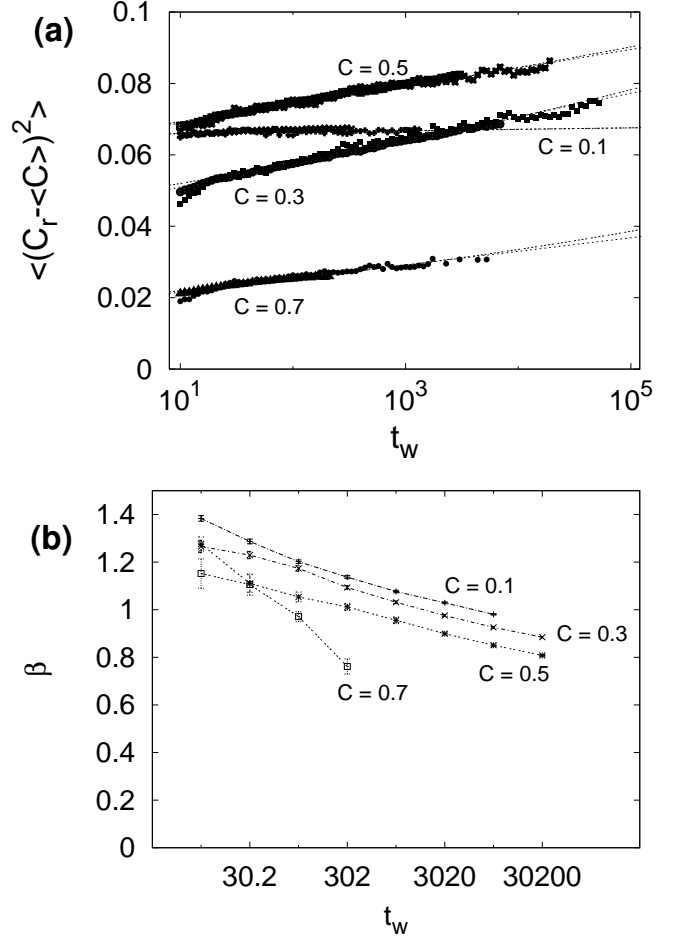 (a)
<(C_r-<C>)^2>
0.1
0.08
0.06
0.04
0.02
0
C = 0.5
C = 0.1
C = 0.3
C = 0.7
10^1
10^3
10^5
t_w
(b)
β
1.4
1.2
1
0.8
0.6
0.4
0.2
0
C = 0.1
C = 0.3
C = 0.5
C = 0.7
30.2
302
3020
30200
t_w